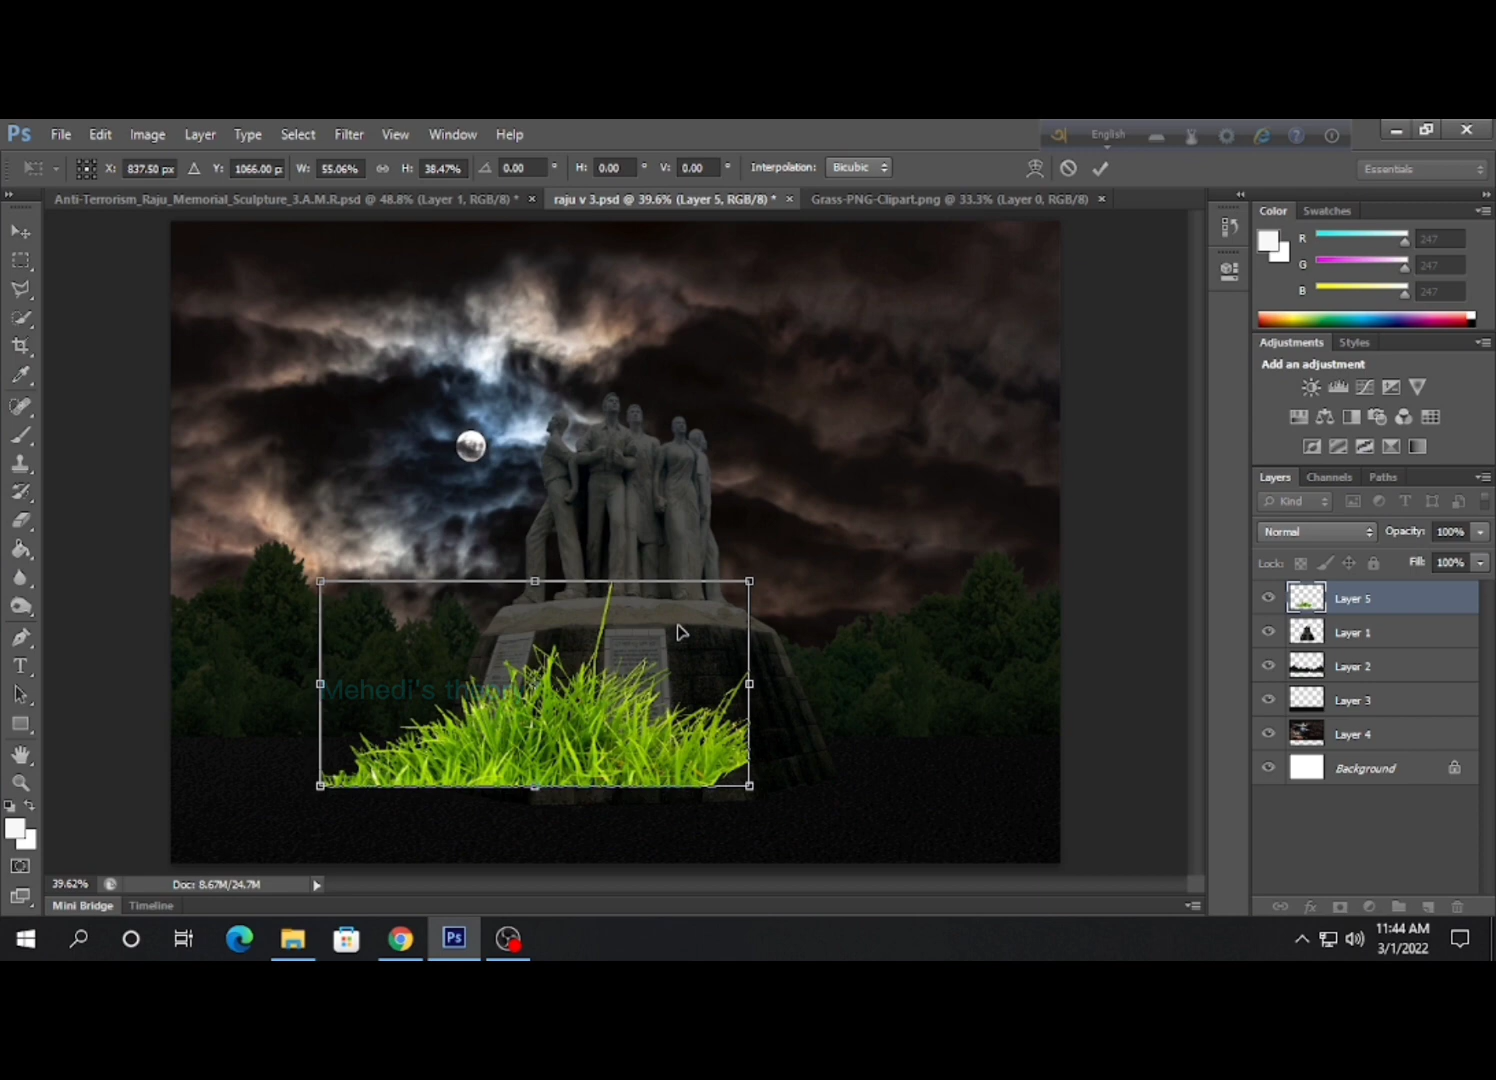 Ps File Edit Image Layer Type Select Filter View Window Help
English
X: 837.50 px Y: 1066.00 p W: 55.06% H: 38.47% 0.00 ° H: 0.00 ° V: 0.00 ° Interpolation: Bicubic
Essentials
Anti-Terrorism_Raju_Memorial_Sculpture_3.A.M.R.psd @ 48.8% (Layer 1, RGB/8) * × raju v 3.psd @ 39.6% (Layer 5, RGB/8) * × Grass-PNG-Clipart.png @ 33.3% (Layer 0, RGB/8) ×
Color Swatches
R 247
G 247
B 247
Adjustments Styles
Add an adjustment
Layers Channels Paths
Kind
Normal Opacity: 100%
Lock: Fill: 100%
Layer 5
Layer 1
Layer 2
Layer 3
Layer 4
Background
Mehedi's
39.62% Doc: 8.67M/24.7M
Mini Bridge Timeline
Ps
11:44 AM
3/1/2022